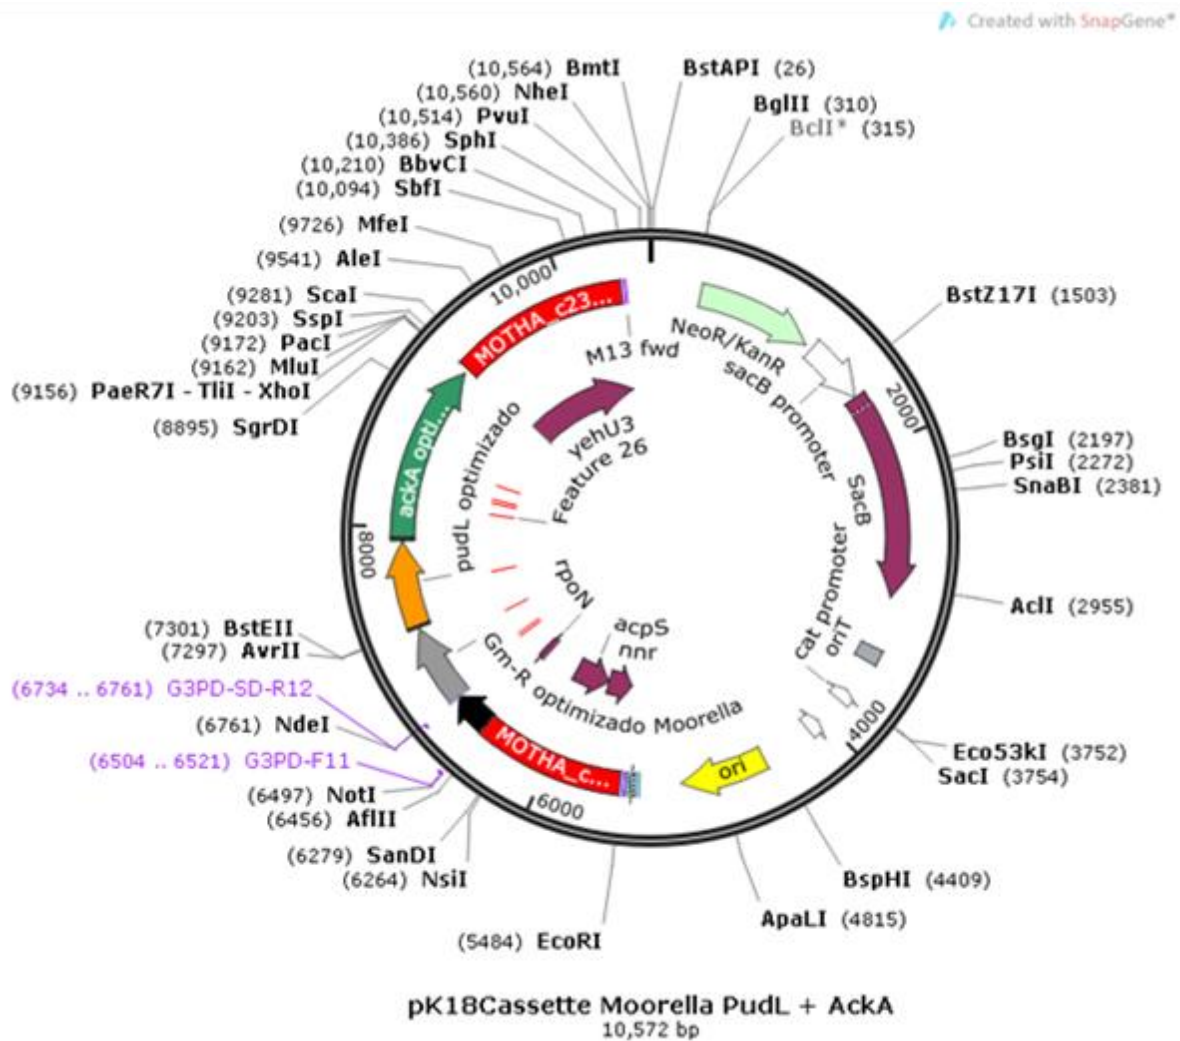 Created with SnapGene®
(10,564) BmtI
(10,560) NheI
(10,514) PvuI
(10,386) SphI
(10,210) BbvCI
(10,094) SbfI
(9726) MfeI
(9541) AleI
(9281) ScaI
(9203) SspI
(9172) PacI
(9162) MluI
(9156) PaeR7I - TliI - XhoI
(8895) SgrDI
(7301) BstEII
(7297) AvrII
(6734 .. 6761) G3PD-SD-R12
(6761) NdeI
(6504 .. 6521) G3PD-F11
(6497) NotI
(6456) AflII
(6279) SanDI
(6264) NsiI
(5484) EcoRI
BstAPI (26)
BglII (310)
BclI* (315)
BstZ17I (1503)
BsgI (2197)
PsiI (2272)
SnaBI (2381)
AclI (2955)
Eco53kI (3752)
SacI (3754)
BspHI (4409)
ApaLI (4815)
2000
4000
6000
8000
10,000
MOTHA_c23...
M13 fwd
NeoR/KanR
sacB promoter
SacB
cat promoter
oriT
ori
MOTHA_c...
Gm-R optimizado Moorella
pudL optimizado
ackA opti...
yehU3
Feature 26
rpoN
acpS
nnr
pK18Cassette Moorella PudL + AckA
10,572 bp